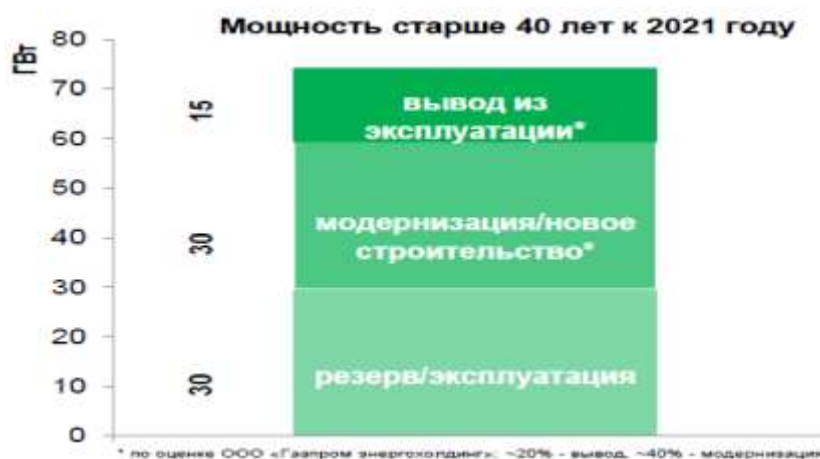 Мощность старше 40 лет к 2021 году
ГВт
80
70
60
50
40
30
20
10
0
15
30
30
вывод из
эксплуатации*
модернизация/новое
строительство*
резерв/эксплуатация
* по оценке ООО «Газпром энергохолдинг»: ~20% - вывод, ~40% - модернизация